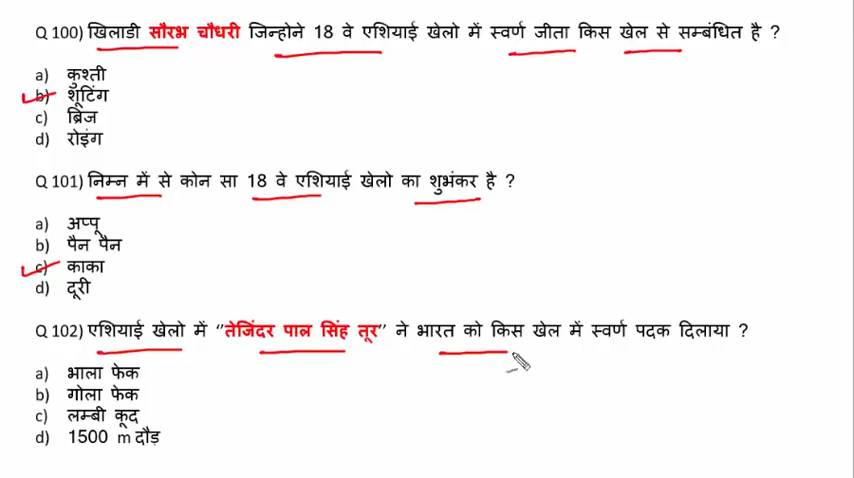 Q 100) खिलाडी सौरभ चौधरी जिन्होने 18 वे एशियाई खेलो में स्वर्ण जीता किस खेल से सम्बंधित है ?
a) कुश्ती
b) शूटिंग
c) ब्रिज
d) रोइंग
Q 101) निम्न में से कोन सा 18 वे एशियाई खेलो का शुभंकर है ?
a) अप्पू
b) पैन पैन
c) काका
d) दूरी
Q 102) एशियाई खेलो में ‘’तेजिंदर पाल सिंह तूर’’ ने भारत को किस खेल में स्वर्ण पदक दिलाया ?
a) भाला फेक
b) गोला फेक
c) लम्बी कूद
d) 1500 m दौड़